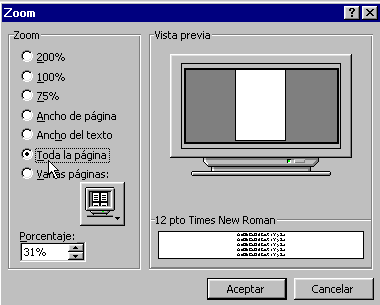 Zoom
Zoom
200%
100%
75%
Ancho de página
Ancho del texto
Toda la página
Varias páginas:
Porcentaje:
31%
Vista previa
12 pto Times New Roman
Aceptar
Cancelar